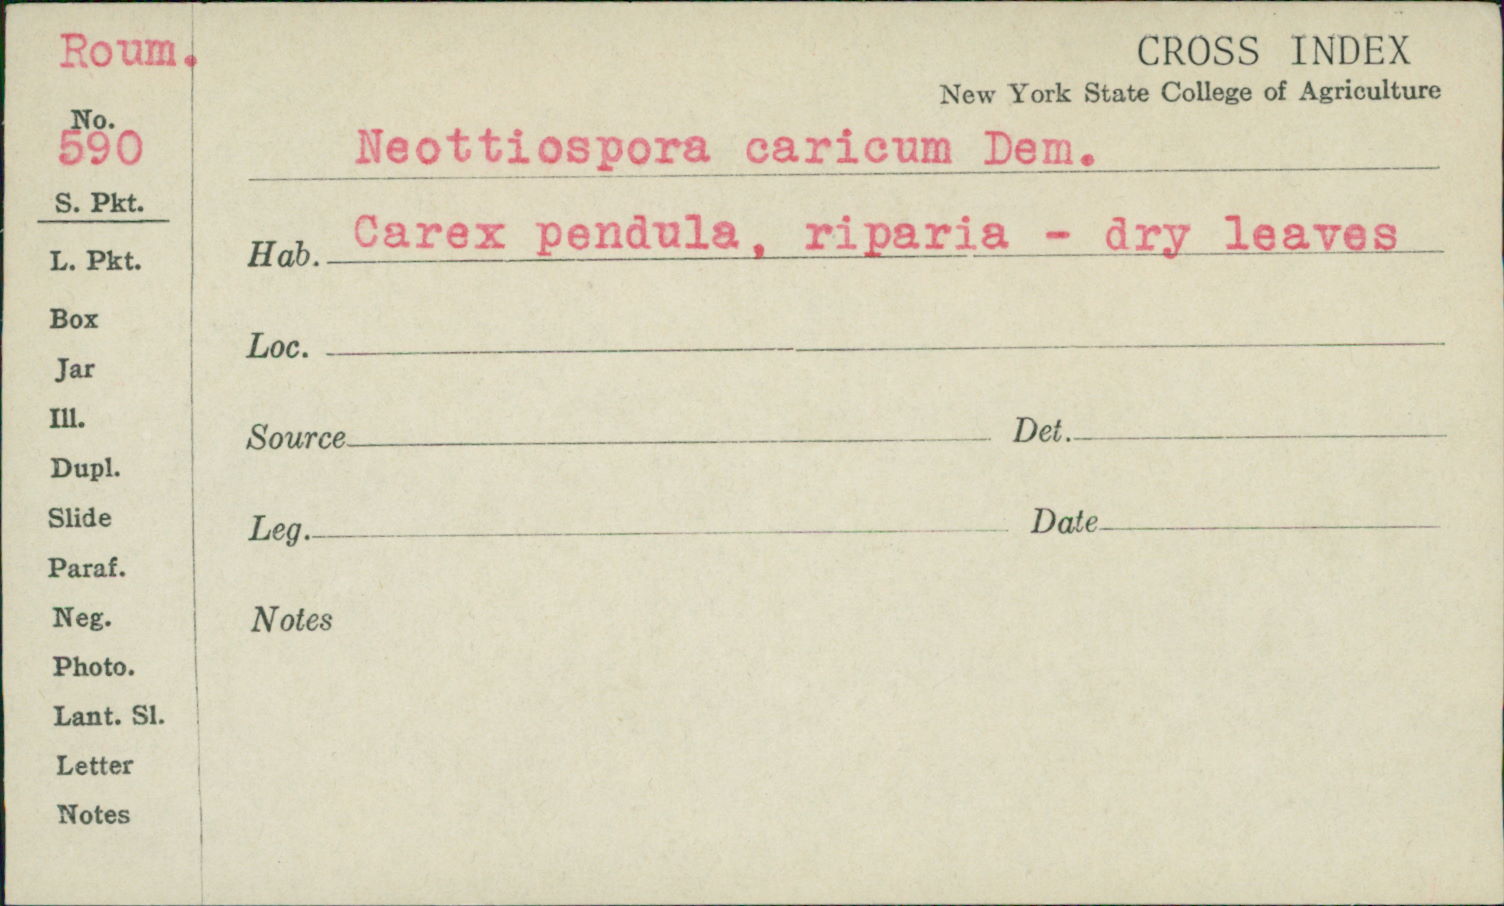 Roum.
CROSS INDEX
New York State College of Agriculture
No.
590
Neottiospora caricum Dem.
S. Pkt.
Hab. Carex pendula, riparia - dry leaves
L. Pkt.
Box
Loc.
Jar
Ill.
Source Det.
Dupl.
Slide
Leg. Date
Paraf.
Neg.
Notes
Photo.
Lant. Sl.
Letter
Notes